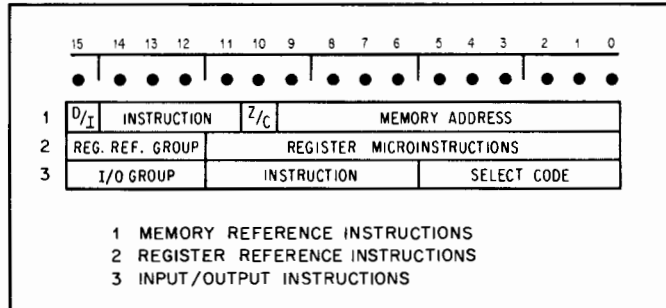 15 14 13 12 11 10 9 8 7 6 5 4 3 2 1 0
1 D/I INSTRUCTION Z/C MEMORY ADDRESS
2 REG. REF. GROUP REGISTER MICROINSTRUCTIONS
3 I/O GROUP INSTRUCTION SELECT CODE
1 MEMORY REFERENCE INSTRUCTIONS
2 REGISTER REFERENCE INSTRUCTIONS
3 INPUT/OUTPUT INSTRUCTIONS